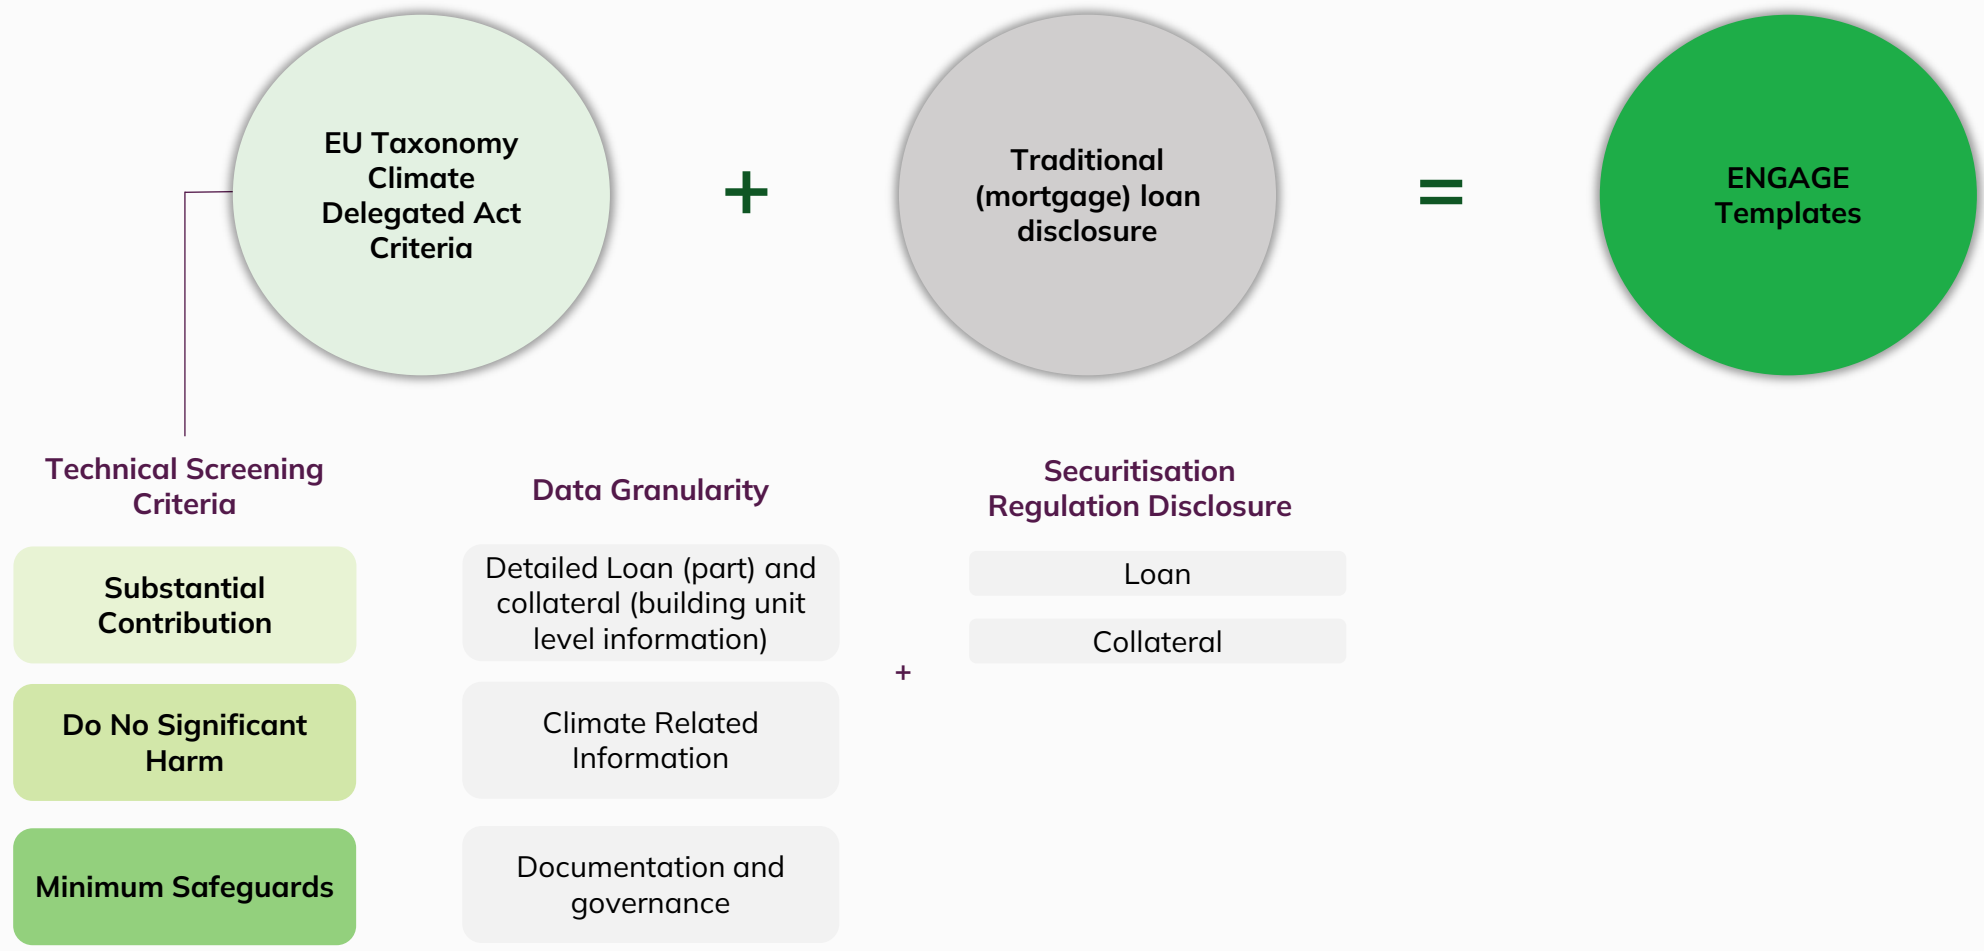 EU Taxonomy
Climate
Delegated Act
Criteria
+
Traditional
(mortgage) loan
disclosure
=
ENGAGE
Templates
Technical Screening
Criteria
Substantial
Contribution
Do No Significant
Harm
Minimum Safeguards
Data Granularity
Detailed Loan (part) and
collateral (building unit
level information)
Climate Related
Information
Documentation and
governance
+
Securitisation
Regulation Disclosure
Loan
Collateral